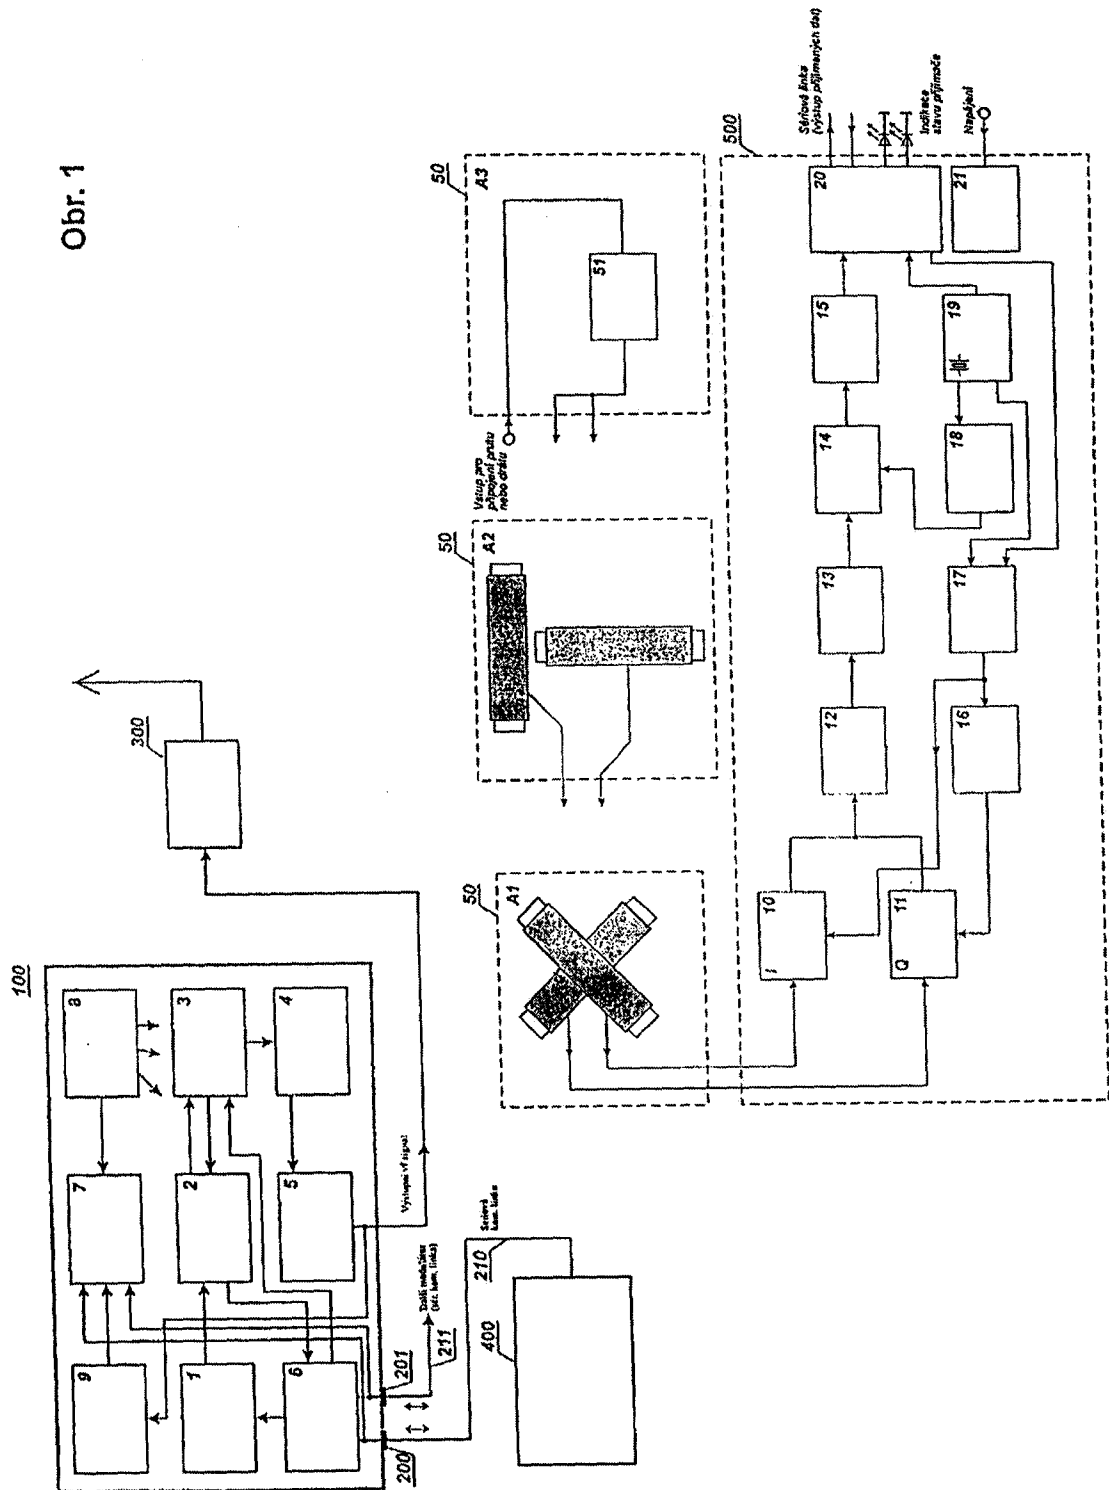 Obr. 1
100
8
3
4
7
2
5
9
1
6
201
200
Výstupní vf signál
Další modulátor
(sér. kom. linka)
211
Seriová
kom. linka
210
400
300
50
A1
50
A2
50
A3
Vstup pro
připojení prutu
nebo drátu
51
500
10
I
11
Q
12
13
14
15
16
17
18
19
20
21
Sériová linka
(výstup přijímaných dat)
Indikace
stavu přijímače
Napájení